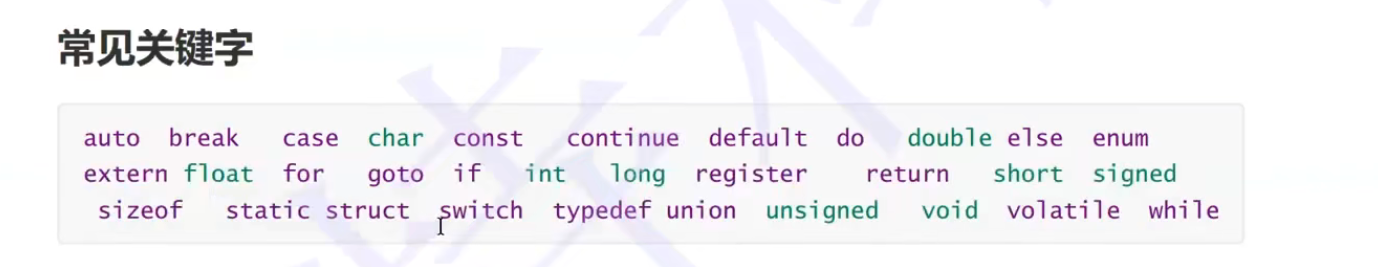 常见关键字
auto break case char const continue default do double else enum
extern float for goto if int long register return short signed
sizeof static struct switch typedef union unsigned void volatile while